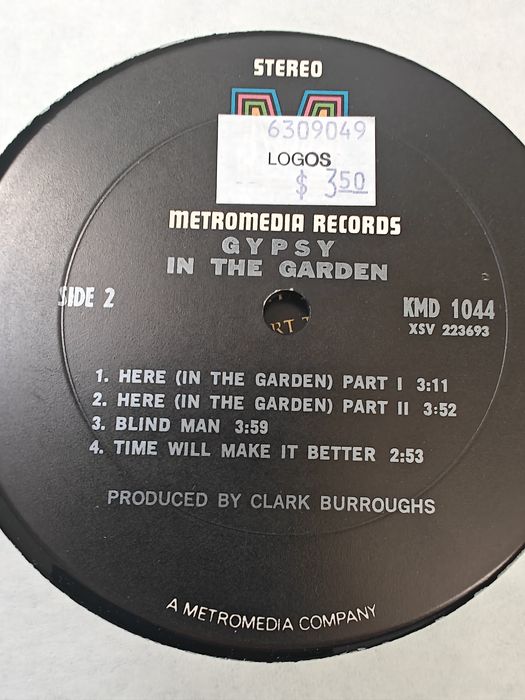 STEREO
6309049
LOGOS
$ 3.50
METROMEDIA RECORDS
GYPSY
IN THE GARDEN
SIDE 2
KMD 1044
XSV 223693
RT
1. HERE (IN THE GARDEN) PART I 3:11
2. HERE (IN THE GARDEN) PART II 3:52
3. BLIND MAN 3:59
4. TIME WILL MAKE IT BETTER 2:53
PRODUCED BY CLARK BURROUGHS
A METROMEDIA COMPANY